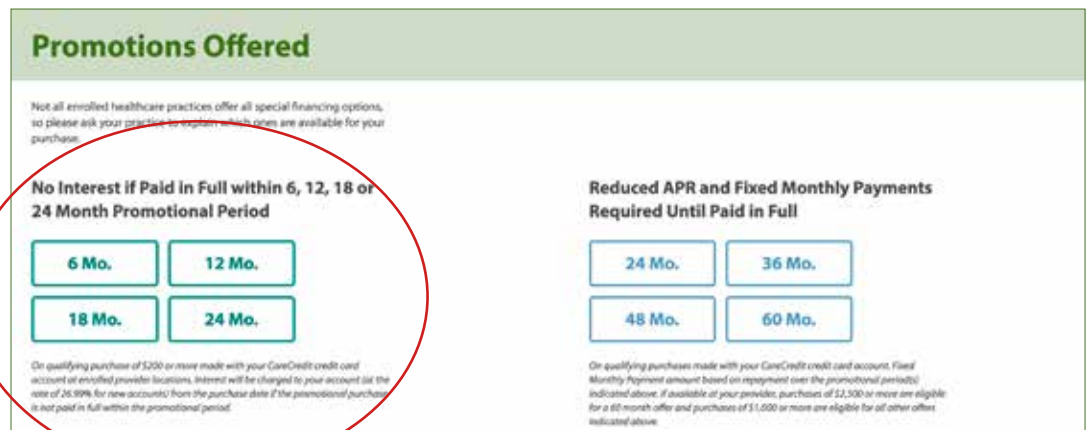 Promotions Offered
Not all enrolled healthcare practices offer all special financing options,
so please ask your practice to explain which ones are available for your
purchase.
No Interest if Paid in Full within 6, 12, 18 or
24 Month Promotional Period
6 Mo.
12 Mo.
18 Mo.
24 Mo.
On qualifying purchase of $200 or more made with your CareCredit credit card
account at enrolled provider locations. Interest will be charged to your account (at the
rate of 26.99% for new accounts) from the purchase date if the promotional purchase
is not paid in full within the promotional period.
Reduced APR and Fixed Monthly Payments
Required Until Paid in Full
24 Mo.
36 Mo.
48 Mo.
60 Mo.
On qualifying purchases made with your CareCredit credit card account. Fixed
Monthly Payment amount based on repayment over the promotional period(s)
indicated above. If available at your provider, purchases of $2,500 or more are eligible
for a 60 month offer and purchases of $1,000 or more are eligible for all other offers
indicated above.